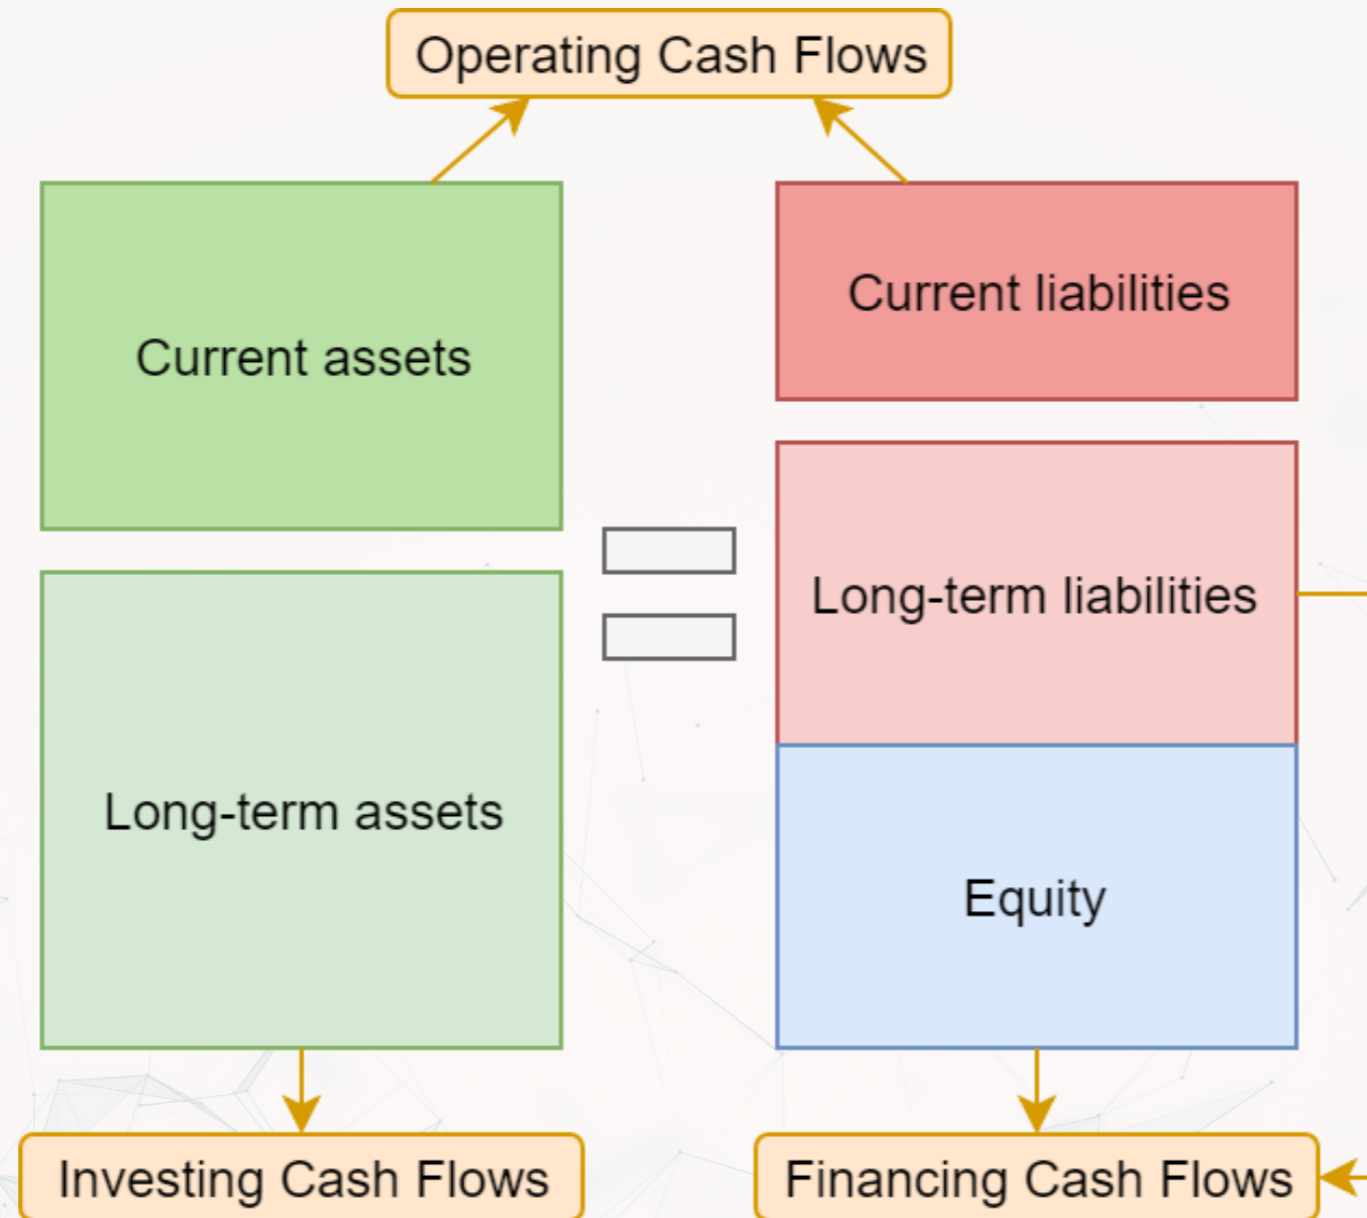 Operating Cash Flows
Current assets
Current liabilities
Long-term liabilities
Long-term assets
Equity
Investing Cash Flows
Financing Cash Flows